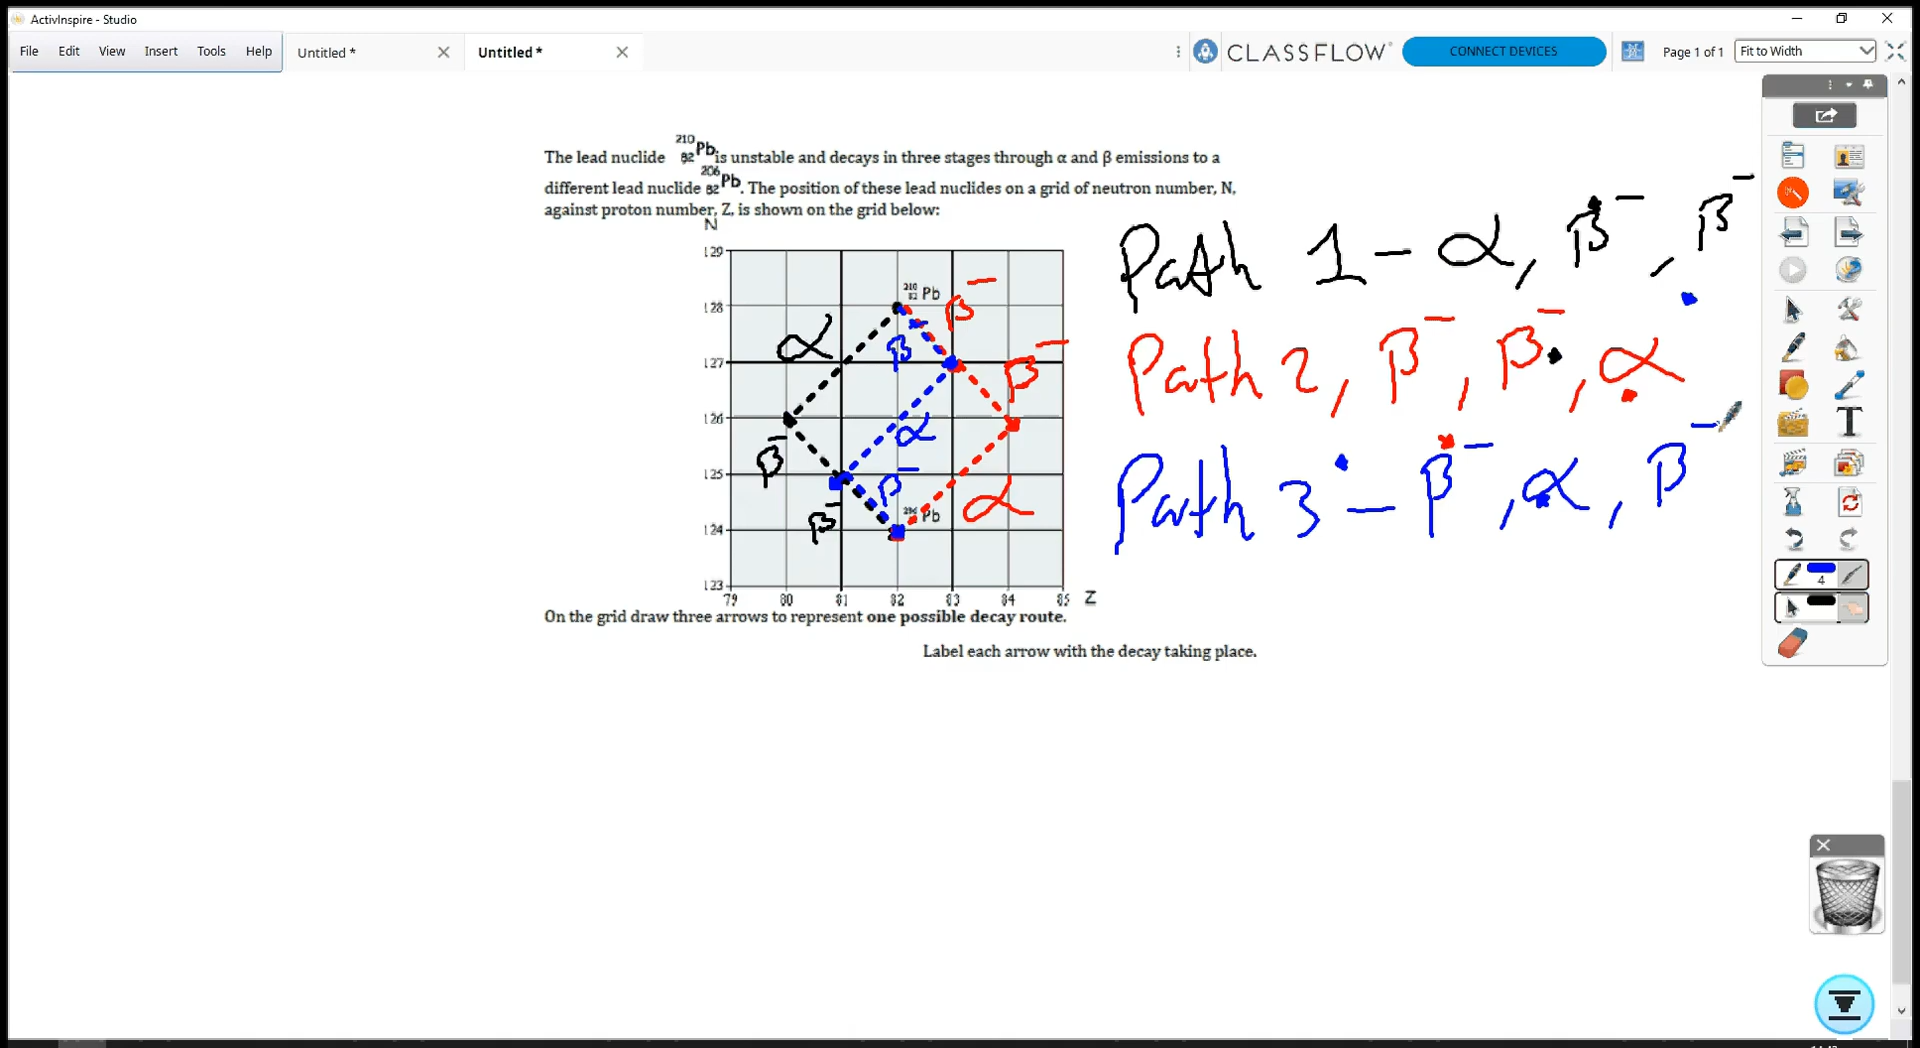 ActivInspire - Studio
File Edit View Insert Tools Help Untitled * Untitled * CLASSFLOW CONNECT DEVICES Page 1 of 1 Fit to Width
The lead nuclide 210 82 Pb is unstable and decays in three stages through α and β emissions to a
different lead nuclide 206 82 Pb. The position of these lead nuclides on a grid of neutron number, N,
against proton number, Z, is shown on the grid below:
N
Path 1 - α, β⁻, β⁻
129
210 82 Pb β⁻
128
α β⁻ β⁻
Path 2, β⁻, β⁻, α
127
126
α
β⁻
Path 3 - β⁻, α, β⁻
125
β⁻ α
β⁻ 206 Pb
124
123
79 80 81 82 83 84 85 Z
On the grid draw three arrows to represent one possible decay route.
Label each arrow with the decay taking place.
T
4